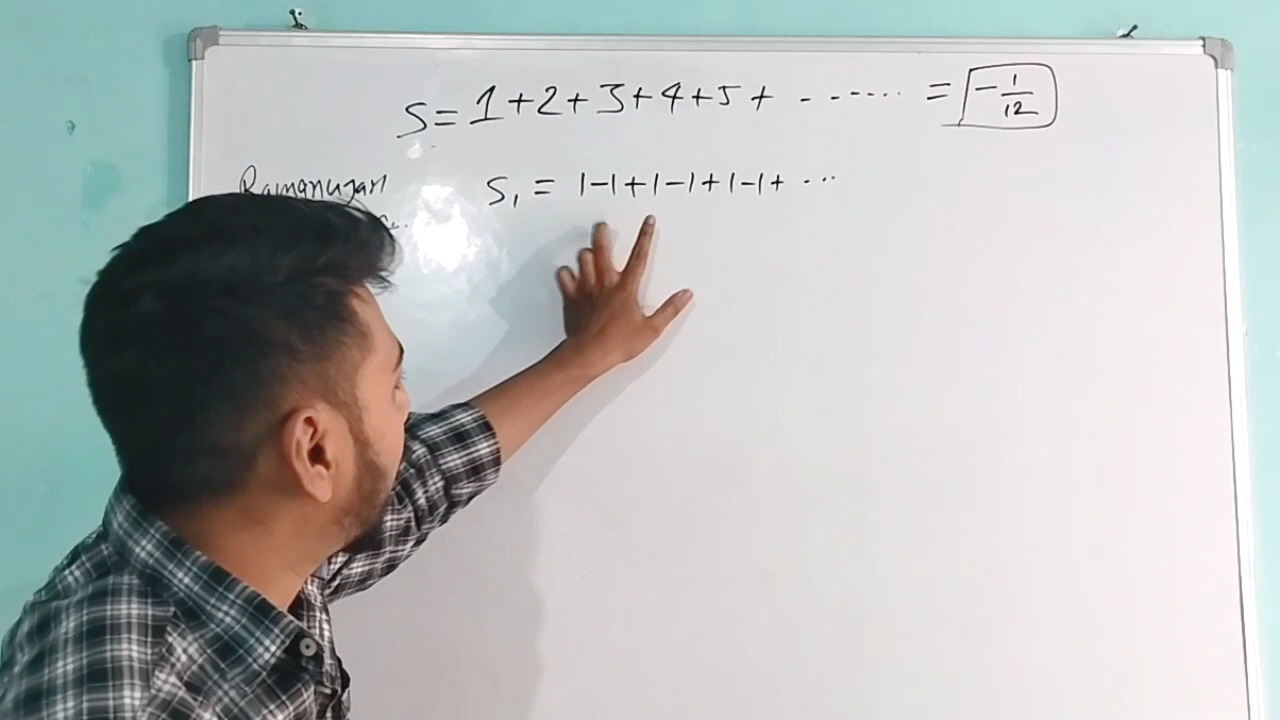 S = 1+2+3+4+5+ ....... = -1/12
Ramanujan
S₁ = 1-1+1-1+1-1+ ...